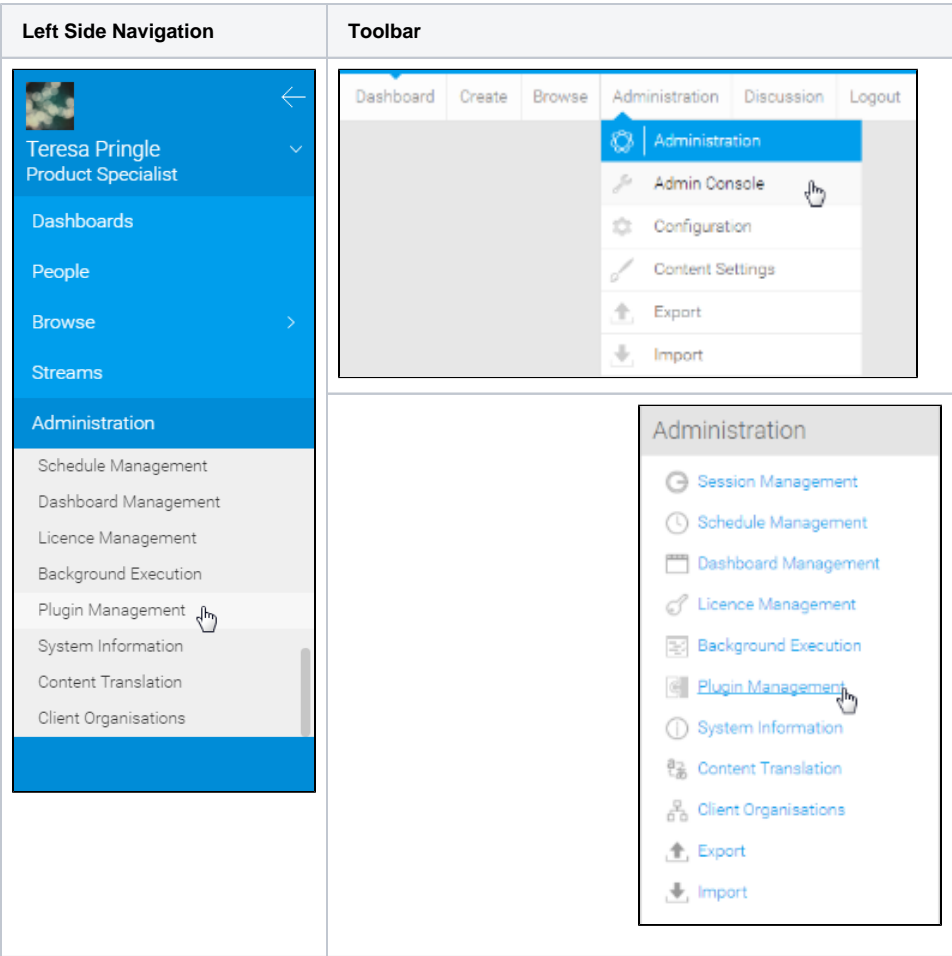 Left Side Navigation
Toolbar
Teresa Pringle
Product Specialist
Dashboards
People
Browse
Streams
Administration
Schedule Management
Dashboard Management
Licence Management
Background Execution
Plugin Management
System Information
Content Translation
Client Organisations
Dashboard Create Browse Administration Discussion Logout
Administration
Admin Console
Configuration
Content Settings
Export
Import
Administration
Session Management
Schedule Management
Dashboard Management
Licence Management
Background Execution
Plugin Management
System Information
Content Translation
Client Organisations
Export
Import